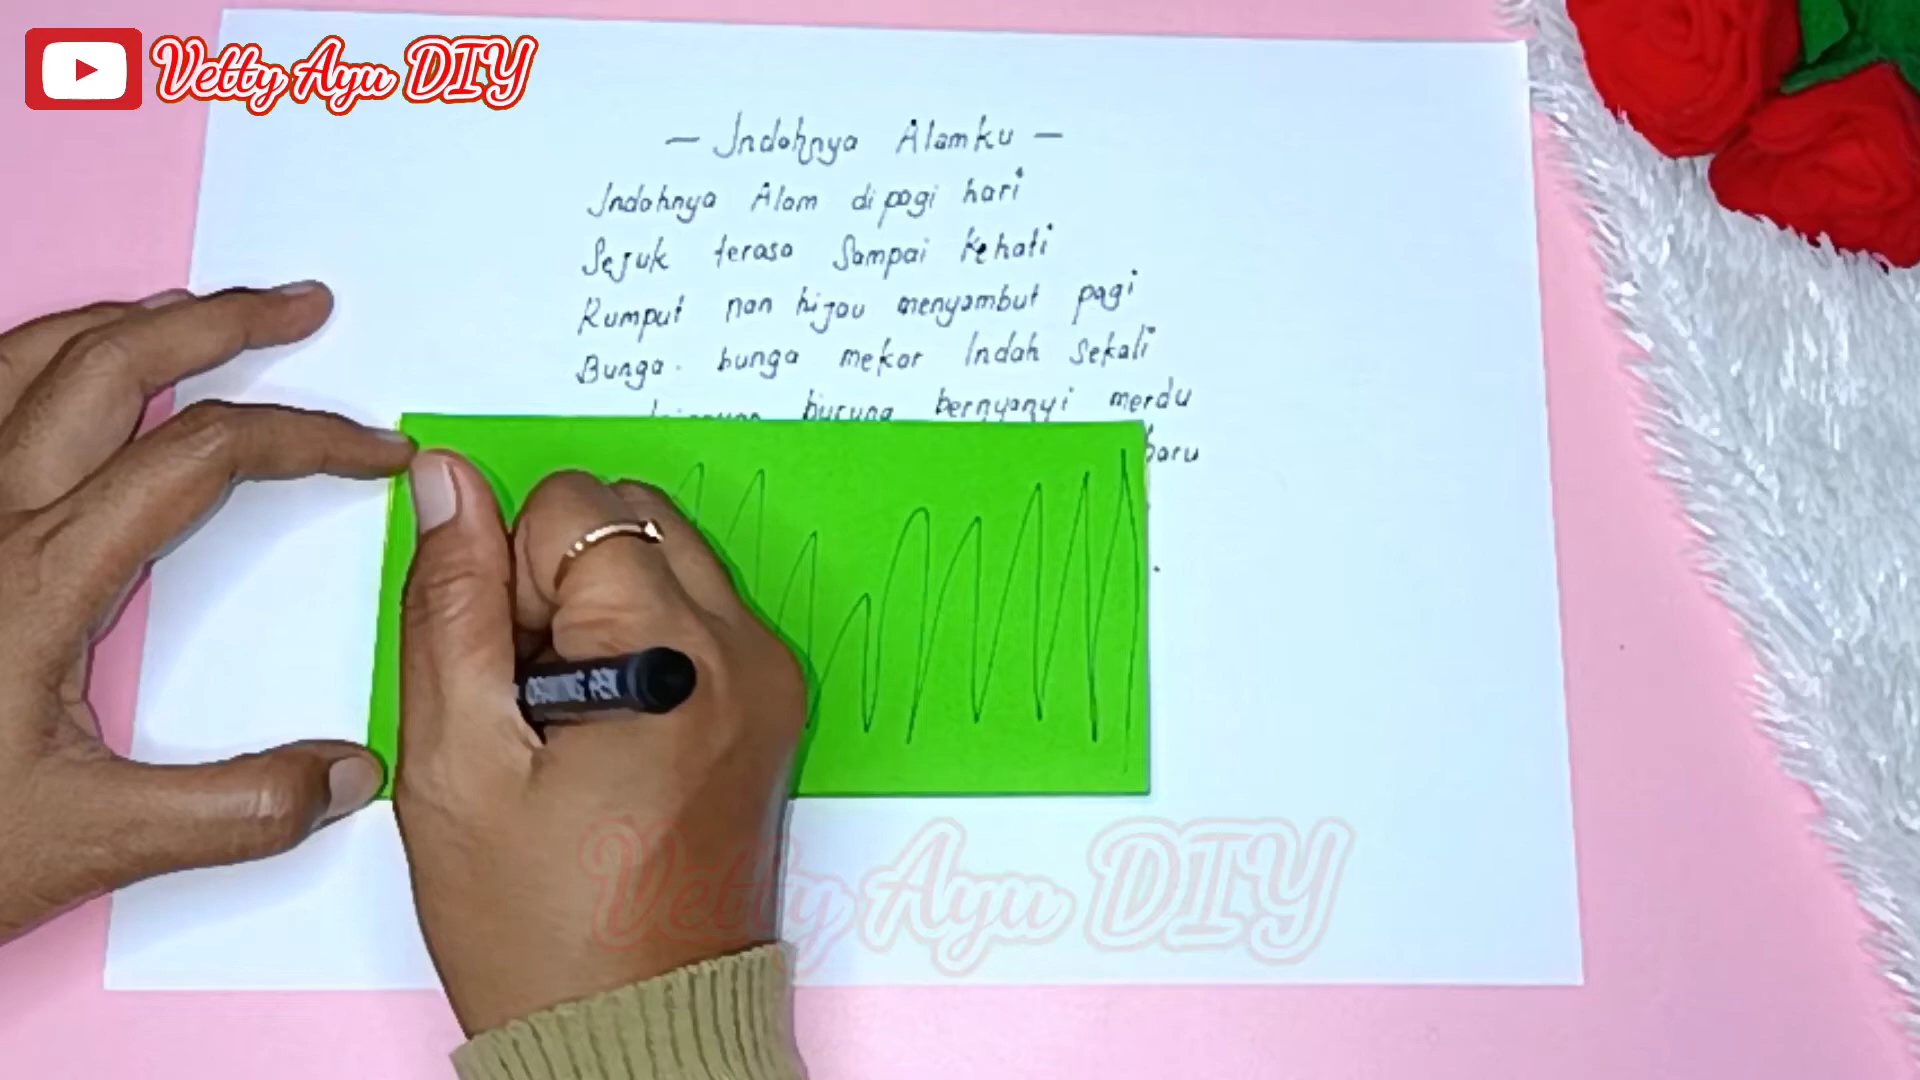 Vetty Ayu DIY
— Indahnya Alamku —
Indahnya Alam di pagi hari
Sejuk terasa Sampai Kehati
Rumput nan hijau menyambut pagi
Bunga-bunga mekar Indah Sekali
burung bernyanyi merdu
baru
Vetty Ayu DIY